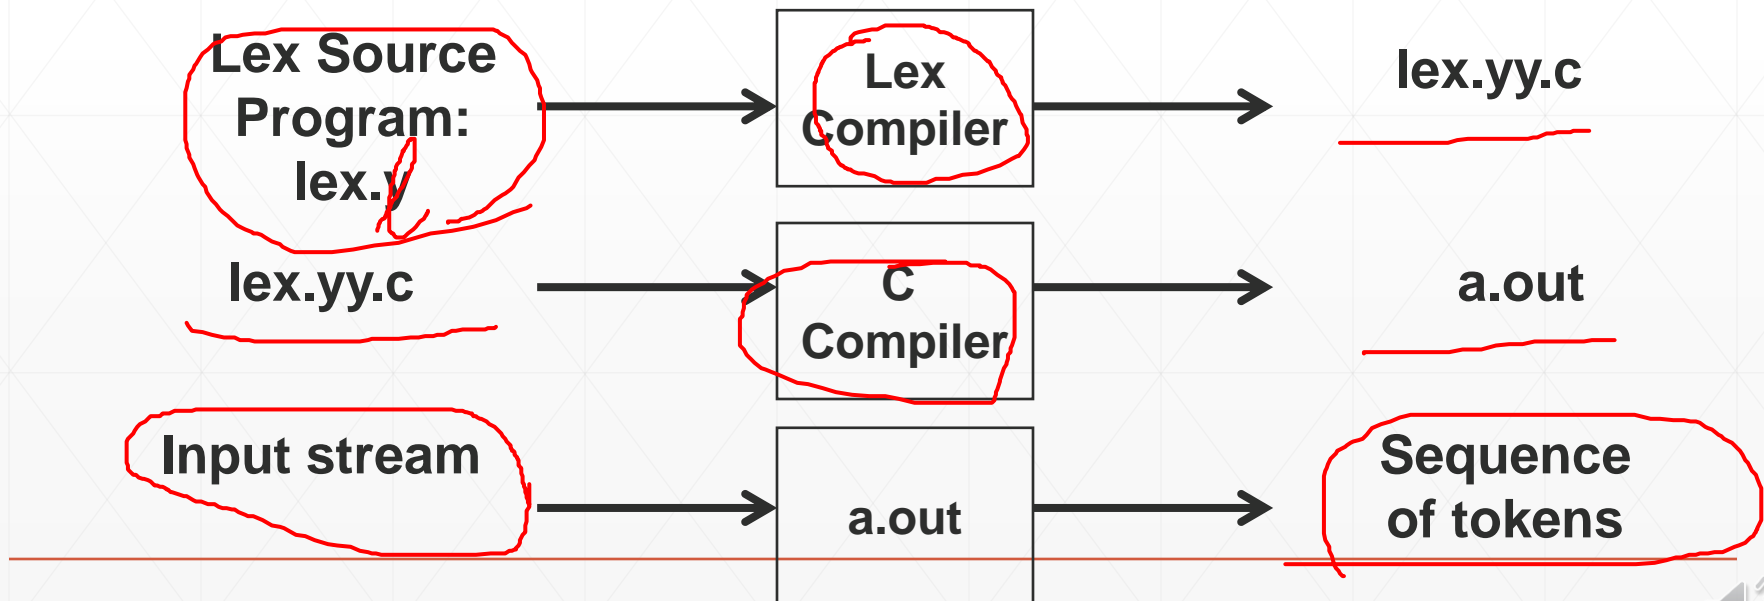 Lex Source
Program:
lex.y
Lex
Compiler
lex.yy.c
lex.yy.c
C
Compiler
a.out
Input stream
a.out
Sequence
of tokens